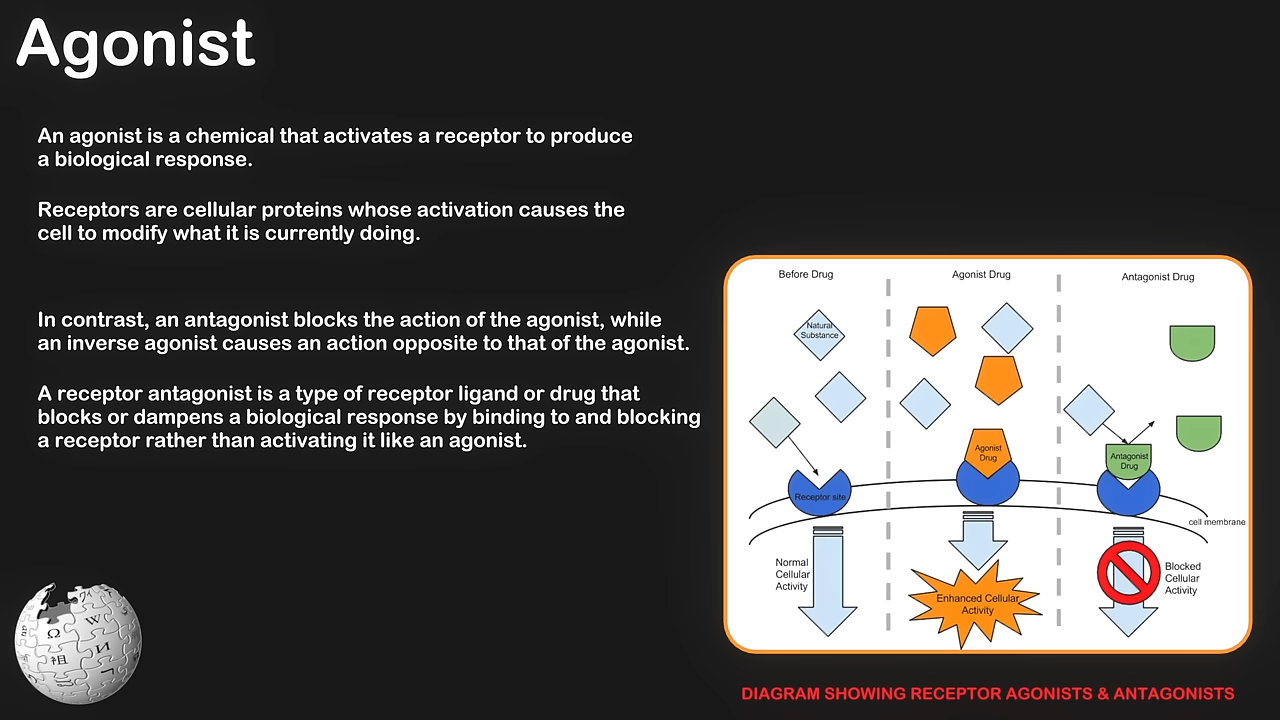 Agonist
An agonist is a chemical that activates a receptor to produce
a biological response.
Receptors are cellular proteins whose activation causes the
cell to modify what it is currently doing.
In contrast, an antagonist blocks the action of the agonist, while
an inverse agonist causes an action opposite to that of the agonist.
A receptor antagonist is a type of receptor ligand or drug that
blocks or dampens a biological response by binding to and blocking
a receptor rather than activating it like an agonist.
Before Drug
Agonist Drug
Antagonist Drug
Natural
Substance
Agonist
Drug
Antagonist
Drug
Receptor site
cell membrane
Normal
Cellular
Activity
Enhanced Cellular
Activity
Blocked
Cellular
Activity
Ω
W
И
祖
DIAGRAM SHOWING RECEPTOR AGONISTS & ANTAGONISTS